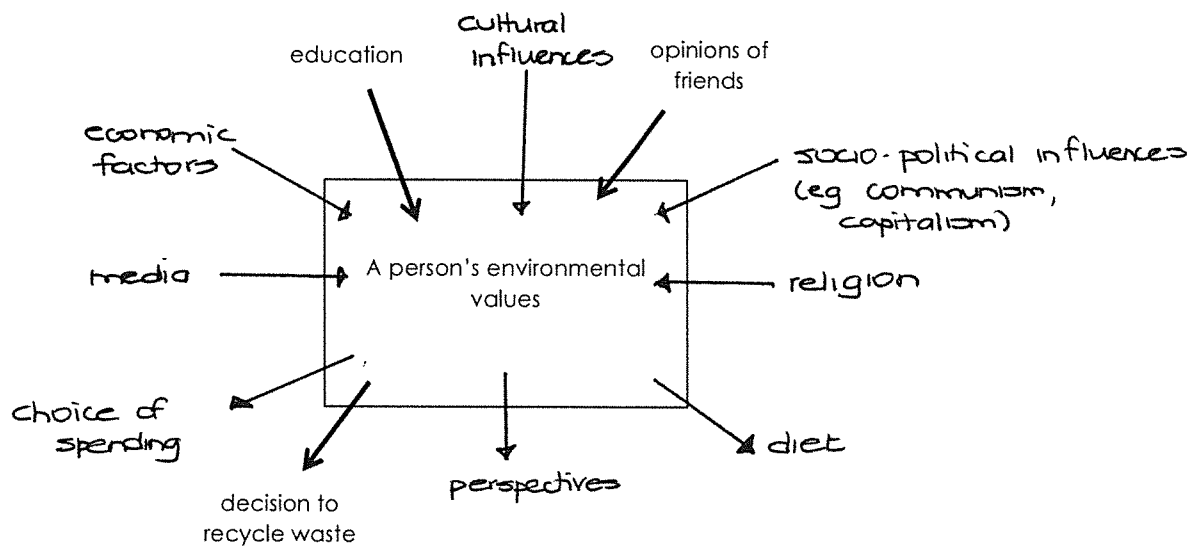 education
cultural
influences
opinions of
friends
economic
factors
socio-political influences
(eg communism,
capitalism)
media
A person's environmental
values
religion
choice of
spending
diet
perspectives
decision to
recycle waste